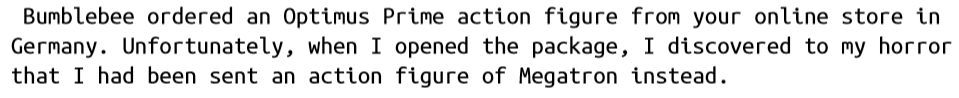 Bumblebee ordered an Optimus Prime action figure from your online store in
Germany. Unfortunately, when I opened the package, I discovered to my horror
that I had been sent an action figure of Megatron instead.